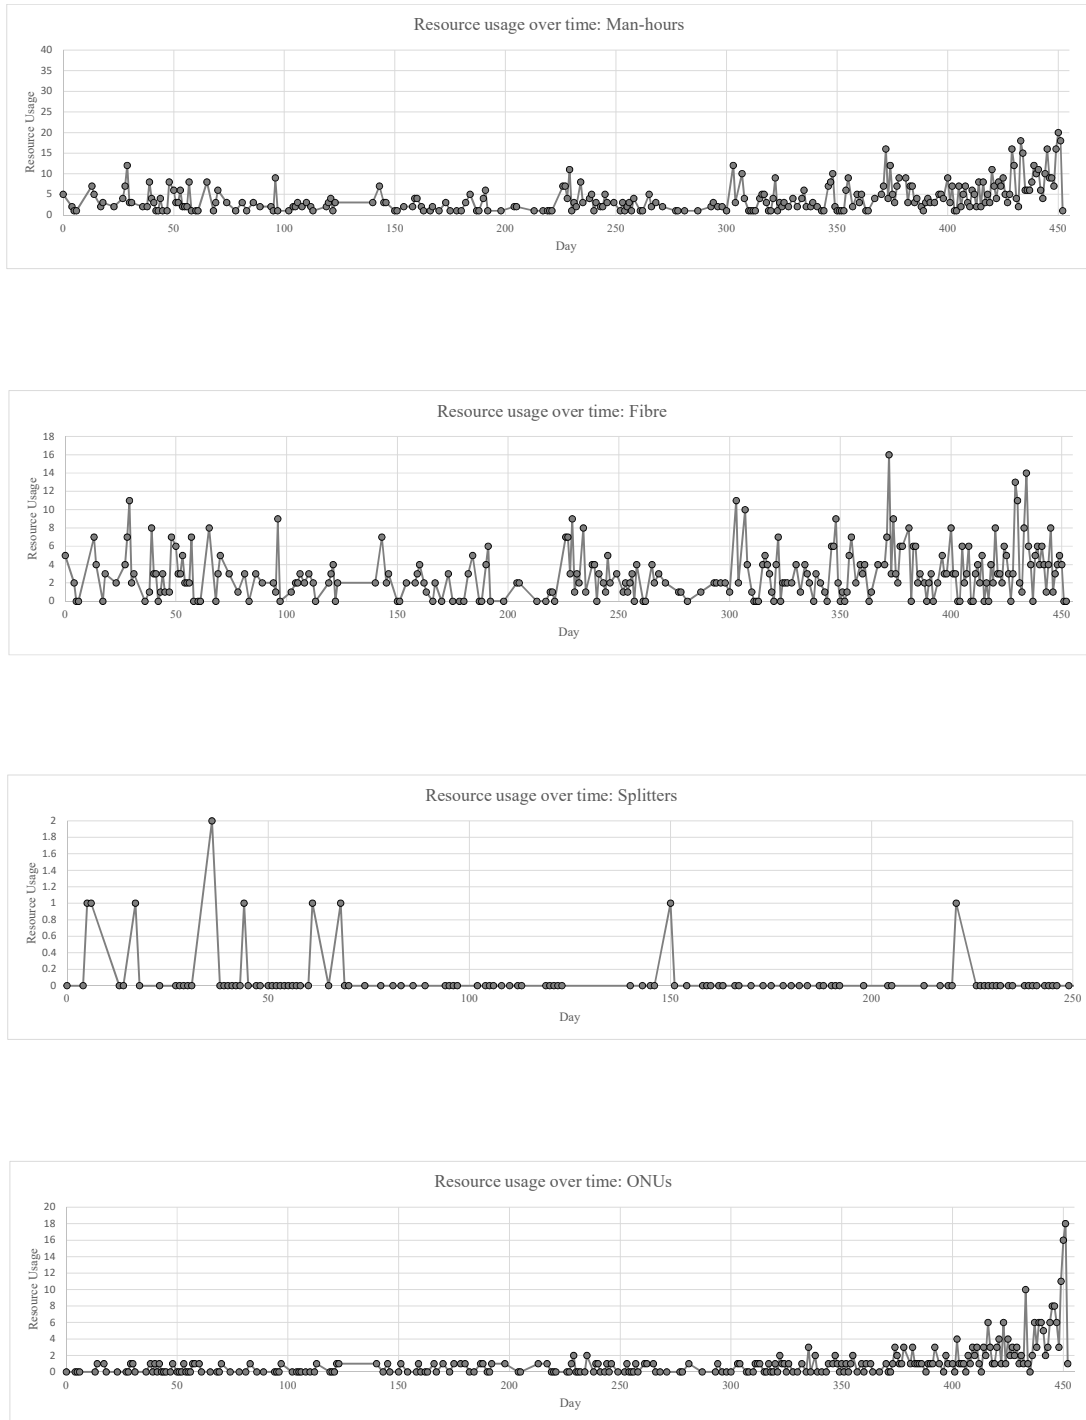 Resource usage over time: Man-hours
40
35
30
25
20
15
10
5
0
Resource Usage
0 50 100 150 200 250 300 350 400 450
Day
Resource usage over time: Fibre
18
16
14
12
10
8
6
4
2
0
Resource Usage
0 50 100 150 200 250 300 350 400 450
Day
Resource usage over time: Splitters
2
1.8
1.6
1.4
1.2
1
0.8
0.6
0.4
0.2
0
Resource Usage
0 50 100 150 200 250
Day
Resource usage over time: ONUs
20
18
16
14
12
10
8
6
4
2
0
Resource Usage
0 50 100 150 200 250 300 350 400 450
Day